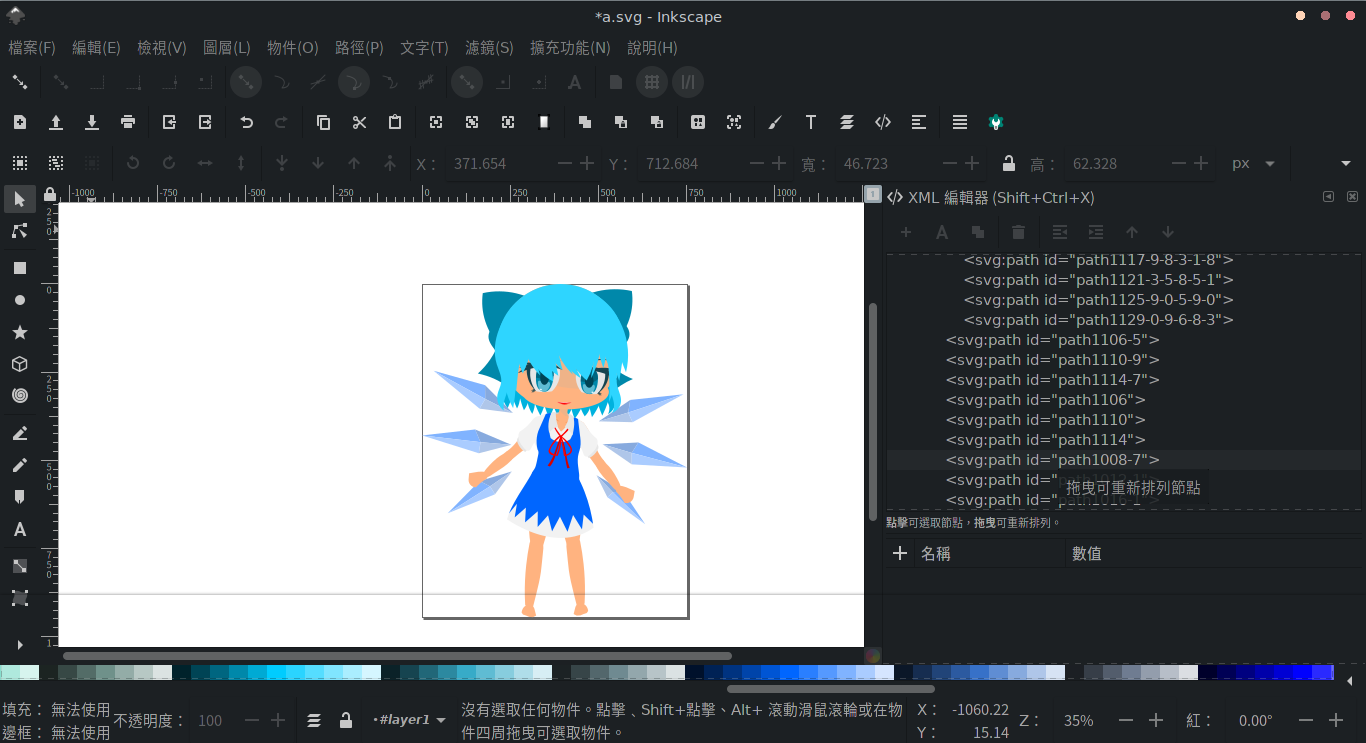 *a.svg - Inkscape
檔案(F) 編輯(E) 檢視(V) 圖層(L) 物件(O) 路徑(P) 文字(T) 濾鏡(S) 擴充功能(N) 說明(H)
X： 371.654 Y： 712.684 寬： 46.723 高： 62.328 px
-1000 -750 -500 -250 0 250 500 750 1000 1
XML 編輯器 (Shift+Ctrl+X)
250
0
250
500
750
1
<svg:path id="path1117-9-8-3-1-8">
<svg:path id="path1121-3-5-8-5-1">
<svg:path id="path1125-9-0-5-9-0">
<svg:path id="path1129-0-9-6-8-3">
<svg:path id="path1106-5">
<svg:path id="path1110-9">
<svg:path id="path1114-7">
<svg:path id="path1106">
<svg:path id="path1110">
<svg:path id="path1114">
<svg:path id="path1008-7">
<svg:path id="path1012-1">
拖曳可重新排列節點
<svg:path id="path1016-1">
點擊可選取節點，拖曳可重新排列。
名稱 數值
填充： 無法使用
邊框： 無法使用
不透明度： 100
•#layer1
沒有選取任何物件。點擊﹑Shift+點擊、Alt+ 滾動滑鼠滾輪或在物
件四周拖曳可選取物件。
X： -1060.22
Y： 15.14
Z： 35%
紅： 0.00°